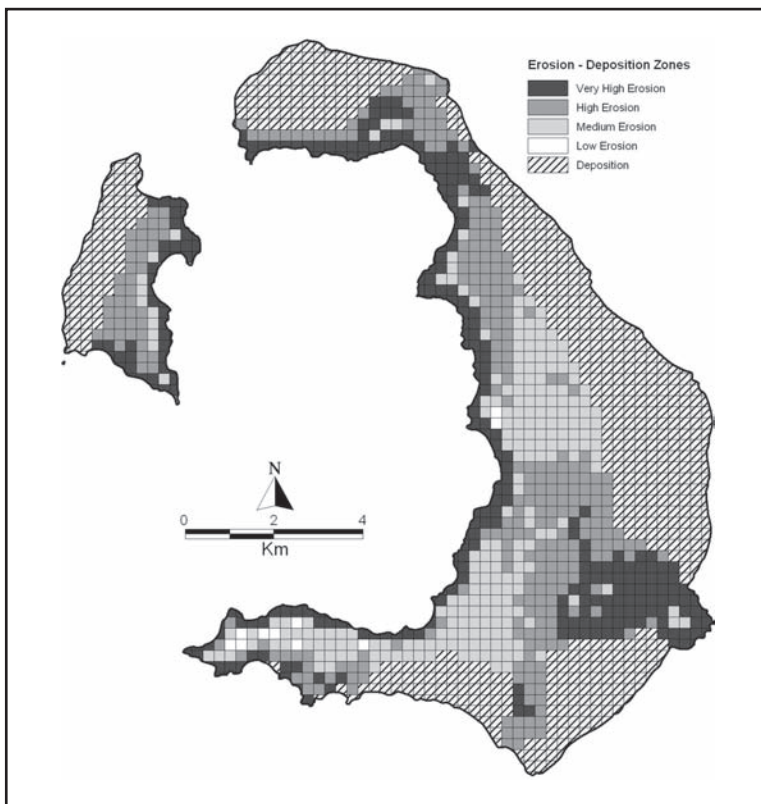 Erosion - Deposition Zones
Very High Erosion
High Erosion
Medium Erosion
Low Erosion
Deposition
N
0 2 4
Km